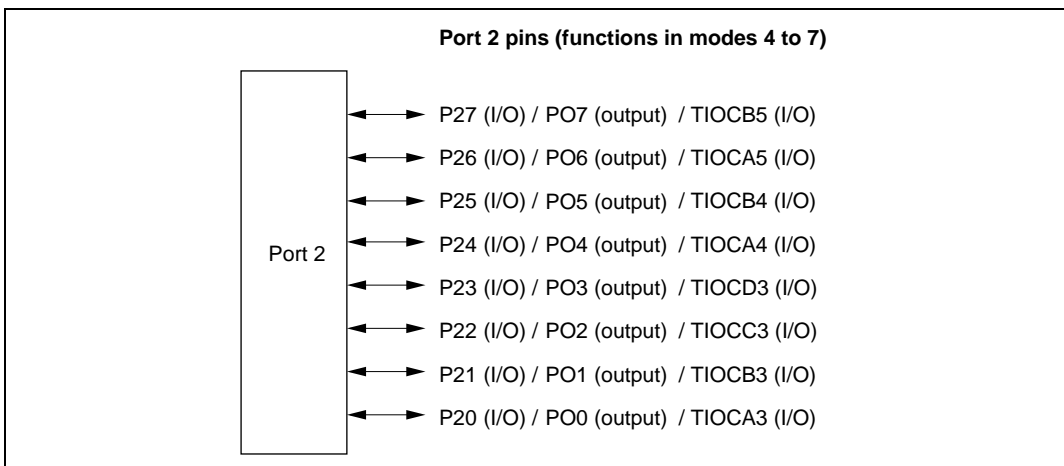 Port 2 pins (functions in modes 4 to 7)
Port 2
P27 (I/O) / PO7 (output) / TIOCB5 (I/O)
P26 (I/O) / PO6 (output) / TIOCA5 (I/O)
P25 (I/O) / PO5 (output) / TIOCB4 (I/O)
P24 (I/O) / PO4 (output) / TIOCA4 (I/O)
P23 (I/O) / PO3 (output) / TIOCD3 (I/O)
P22 (I/O) / PO2 (output) / TIOCC3 (I/O)
P21 (I/O) / PO1 (output) / TIOCB3 (I/O)
P20 (I/O) / PO0 (output) / TIOCA3 (I/O)